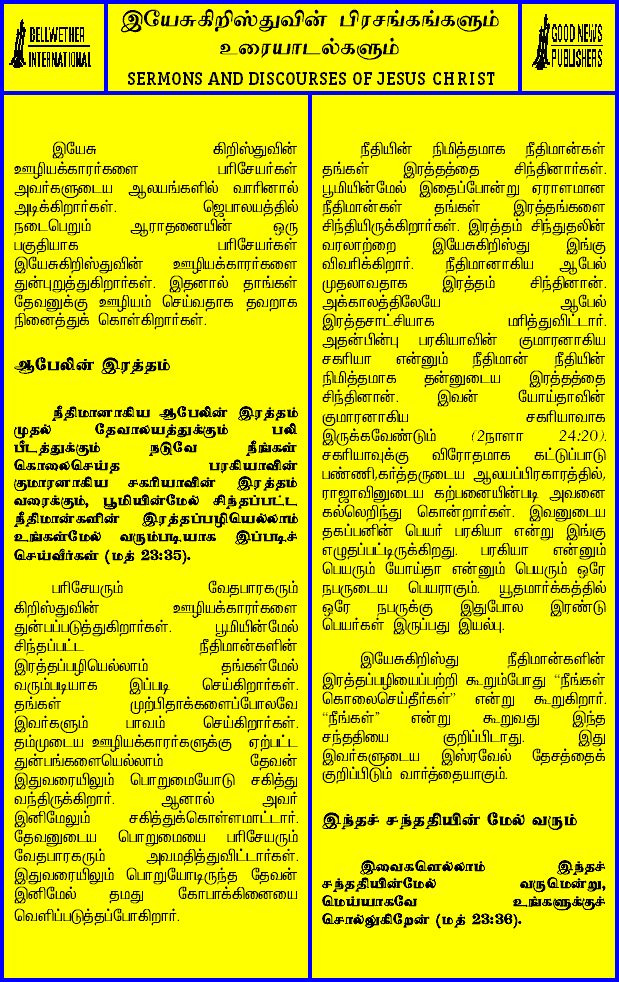 BELLWETHER
INTERNATIONAL
இயேசுகிறிஸ்துவின் பிரசங்கங்களும்
உரையாடல்களும்
SERMONS AND DISCOURSES OF JESUS CHRIST
GOOD NEWS
PUBLISHERS
இயேசு கிறிஸ்துவின்
ஊழியக்காரர்களை பரிசேயர்கள்
அவர்களுடைய ஆலயங்களில் வாரினால்
அடிக்கிறார்கள். ஜெபாலயத்தில்
நடைபெறும் ஆராதனையின் ஒரு
பகுதியாக பரிசேயர்கள்
இயேசுகிறிஸ்துவின் ஊழியக்காரர்களை
துன்புறுத்துகிறார்கள். இதனால் தாங்கள்
தேவனுக்கு ஊழியம் செய்வதாக தவறாக
நினைத்துக் கொள்கிறார்கள்.
ஆபேலின் இரத்தம்
நீதிமானாகிய ஆபேலின் இரத்தம்
முதல் தேவாலயத்துக்கும் பலி
பீடத்துக்கும் நடுவே நீங்கள்
கொலைசெய்த பரகியாவின்
குமாரனாகிய சகரியாவின் இரத்தம்
வரைக்கும், பூமியின்மேல் சிந்தப்பட்ட
நீதிமான்களின் இரத்தப்பழியெல்லாம்
உங்கள்மேல் வரும்படியாக இப்படிச்
செய்வீர்கள் (மத் 23:35).
பரிசேயரும் வேதபாரகரும்
கிறிஸ்துவின் ஊழியக்காரர்களை
துன்பப்படுத்துகிறார்கள். பூமியின்மேல்
சிந்தப்பட்ட நீதிமான்களின்
இரத்தப்பழியெல்லாம் தங்கள்மேல்
வரும்படியாக இப்படி செய்கிறார்கள்.
தங்கள் முற்பிதாக்களைப்போலவே
இவர்களும் பாவம் செய்கிறார்கள்.
தம்முடைய ஊழியக்காரர்களுக்கு ஏற்பட்ட
துன்பங்களையெல்லாம் தேவன்
இதுவரையிலும் பொறுமையோடு சகித்து
வந்திருக்கிறார். ஆனால் அவர்
இனிமேலும் சகித்துக்கொள்ளமாட்டார்.
தேவனுடைய பொறுமையை பரிசேயரும்
வேதபாரகரும் அவமதித்துவிட்டார்கள்.
இதுவரையிலும் பொறுயோடிருந்த தேவன்
இனிமேல் தமது கோபாக்கினையை
வெளிப்படுத்தப்போகிறார்.
நீதியின் நிமித்தமாக நீதிமான்கள்
தங்கள் இரத்தத்தை சிந்தினார்கள்.
பூமியின்மேல் இதைப்போன்று ஏராளமான
நீதிமான்கள் தங்கள் இரத்தங்களை
சிந்தியிருக்கிறார்கள். இரத்தம் சிந்துதலின்
வரலாற்றை இயேசுகிறிஸ்து இங்கு
விவரிக்கிறார். நீதிமானாகிய ஆபேல்
முதலாவதாக இரத்தம் சிந்தினான்.
அக்காலத்திலேயே ஆபேல்
இரத்தசாட்சியாக மரித்துவிட்டார்.
அதன்பின்பு பரகியாவின் குமாரனாகிய
சகரியா என்னும் நீதிமான் நீதியின்
நிமித்தமாக தன்னுடைய இரத்தத்தை
சிந்தினான். இவன் யோய்தாவின்
குமாரனாகிய சகரியாவாக
இருக்கவேண்டும் (2நாளா 24:20).
சகரியாவுக்கு விரோதமாக கட்டுப்பாடு
பண்ணி,கர்த்தருடைய ஆலயப்பிரகாரத்தில்,
ராஜாவினுடைய கற்பனையின்படி அவனை
கல்லெறிந்து கொன்றார்கள். இவனுடைய
தகப்பனின் பெயர் பரகியா என்று இங்கு
எழுதப்பட்டிருக்கிறது. பரகியா என்னும்
பெயரும் யோய்தா என்னும் பெயரும் ஒரே
நபருடைய பெயராகும். யூதமார்க்கத்தில்
ஒரே நபருக்கு இதுபோல இரண்டு
பெயர்கள் இருப்பது இயல்பு.
இயேசுகிறிஸ்து நீதிமான்களின்
இரத்தப்பழியைப்பற்றி கூறும்போது “நீங்கள்
கொலைசெய்தீர்கள்” என்று கூறுகிறார்.
“நீங்கள்” என்று கூறுவது இந்த
சந்ததியை குறிப்பிடாது. இது
இவர்களுடைய இஸ்ரவேல் தேசத்தைக்
குறிப்பிடும் வார்த்தையாகும்.
இந்தச் சந்ததியின் மேல் வரும்
இவைகளெல்லாம் இந்தச்
சந்ததியின்மேல் வருமென்று,
மெய்யாகவே உங்களுக்குச்
சொல்லுகிறேன் (மத் 23:36).